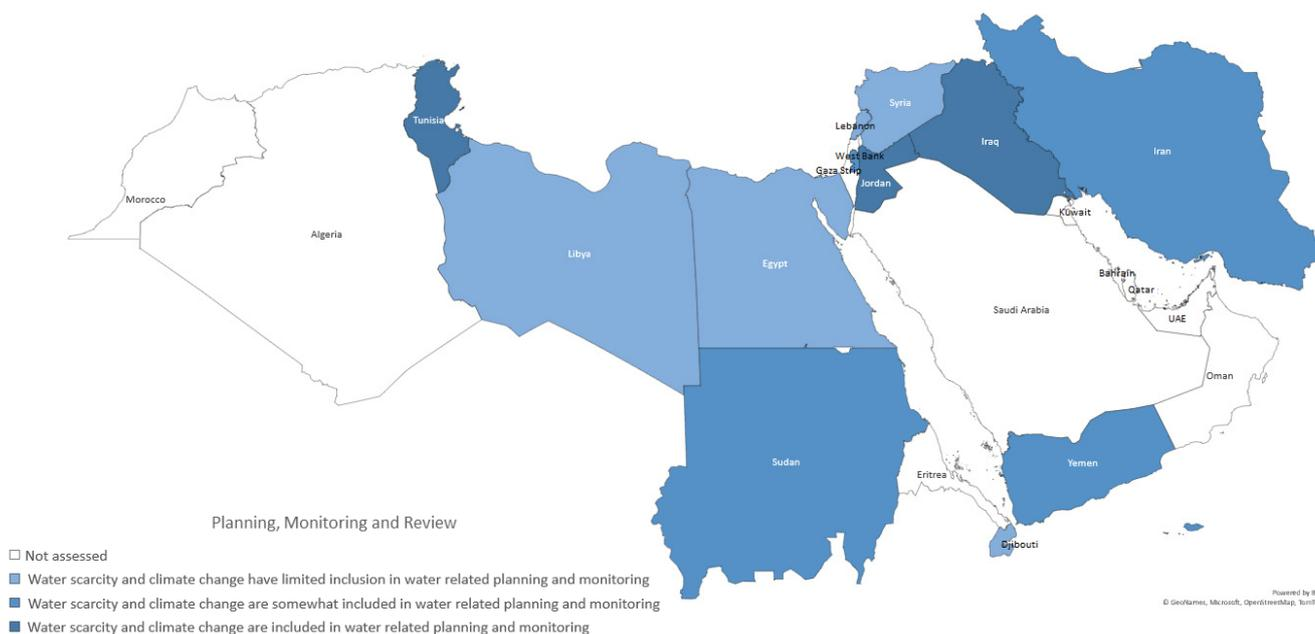 Syria
Lebanon
Tunisia
West Bank
Iraq
Iran
Gaza Strip
Jordan
Morocco
Kuwait
Algeria
Libya
Egypt
Bahrain
Qatar
Saudi Arabia
UAE
Oman
Sudan
Yemen
Eritrea
Djibouti
Planning, Monitoring and Review
Not assessed
Water scarcity and climate change have limited inclusion in water related planning and monitoring
Water scarcity and climate change are somewhat included in water related planning and monitoring
Water scarcity and climate change are included in water related planning and monitoring
Powered by
© GeoNames, Microsoft, OpenStreetMap,